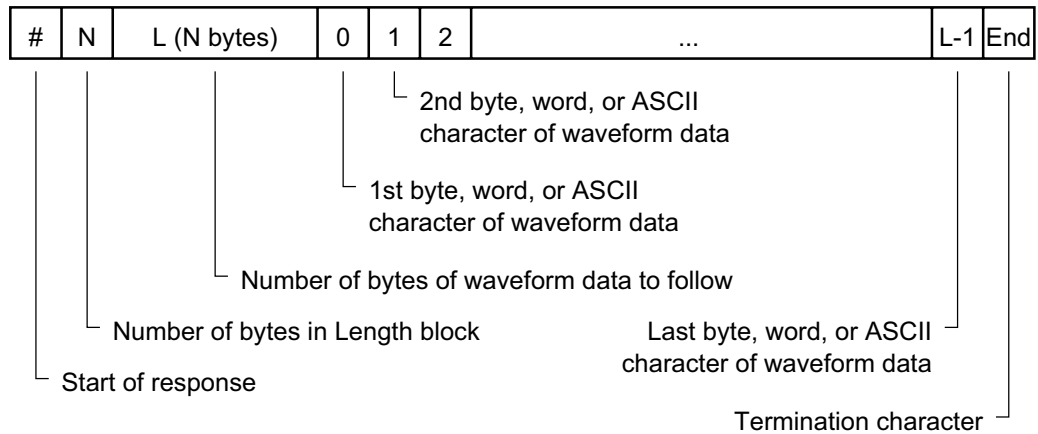 # N L (N bytes) 0 1 2 ... L-1 End
2nd byte, word, or ASCII
character of waveform data
1st byte, word, or ASCII
character of waveform data
Number of bytes of waveform data to follow
Number of bytes in Length block
Last byte, word, or ASCII
character of waveform data
Start of response
Termination character